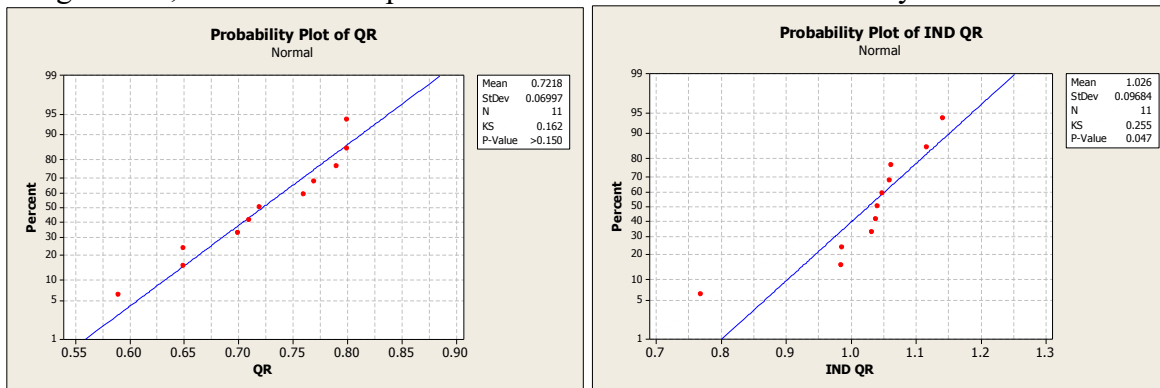 Probability Plot of QR
Normal
Mean 0.7218
StDev 0.06997
N 11
KS 0.162
P-Value >0.150
Percent
99
95
90
80
70
60
50
40
30
20
10
5
1
0.55 0.60 0.65 0.70 0.75 0.80 0.85 0.90
QR
Probability Plot of IND QR
Normal
Mean 1.026
StDev 0.09684
N 11
KS 0.255
P-Value 0.047
Percent
99
95
90
80
70
60
50
40
30
20
10
5
1
0.7 0.8 0.9 1.0 1.1 1.2 1.3
IND QR